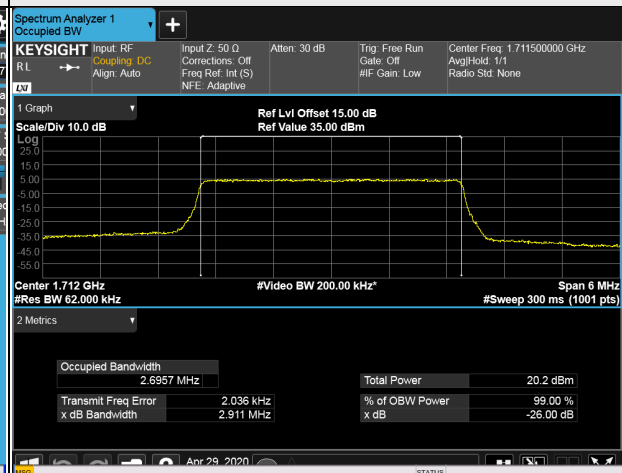 Spectrum Analyzer 1
Occupied BW
+
KEYSIGHT Input: RF Input Z: 50 Ω Atten: 30 dB Trig: Free Run Center Freq: 1.711500000 GHz
RL Coupling: DC Corrections: Off Gate: Off Avg|Hold: 1/1
Align: Auto Freq Ref: Int (S) #IF Gain: Low Radio Std: None
LXI NFE: Adaptive
1 Graph
Ref Lvl Offset 15.00 dB
Scale/Div 10.0 dB Ref Value 35.00 dBm
Log
25.0
15.0
5.00
-5.00
-15.0
-25.0
-35.0
-45.0
-55.0
Center 1.712 GHz #Video BW 200.00 kHz* Span 6 MHz
#Res BW 62.000 kHz #Sweep 300 ms (1001 pts)
2 Metrics
Occupied Bandwidth
2.6957 MHz Total Power 20.2 dBm
Transmit Freq Error 2.036 kHz % of OBW Power 99.00 %
x dB Bandwidth 2.911 MHz x dB -26.00 dB
Apr 29, 2020
MSG STATUS